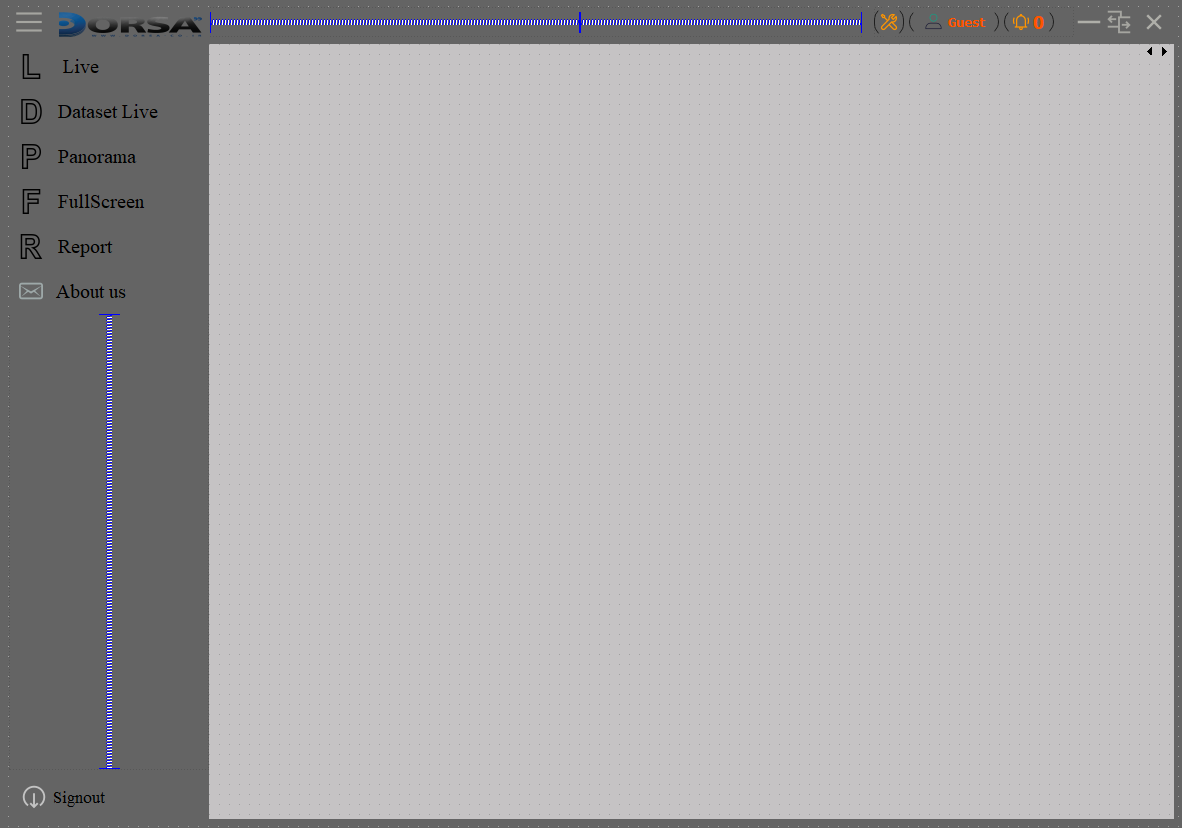 DORSA
( ) ( Guest ) ( 0 )
L Live
D Dataset Live
P Panorama
F FullScreen
R Report
About us
Signout